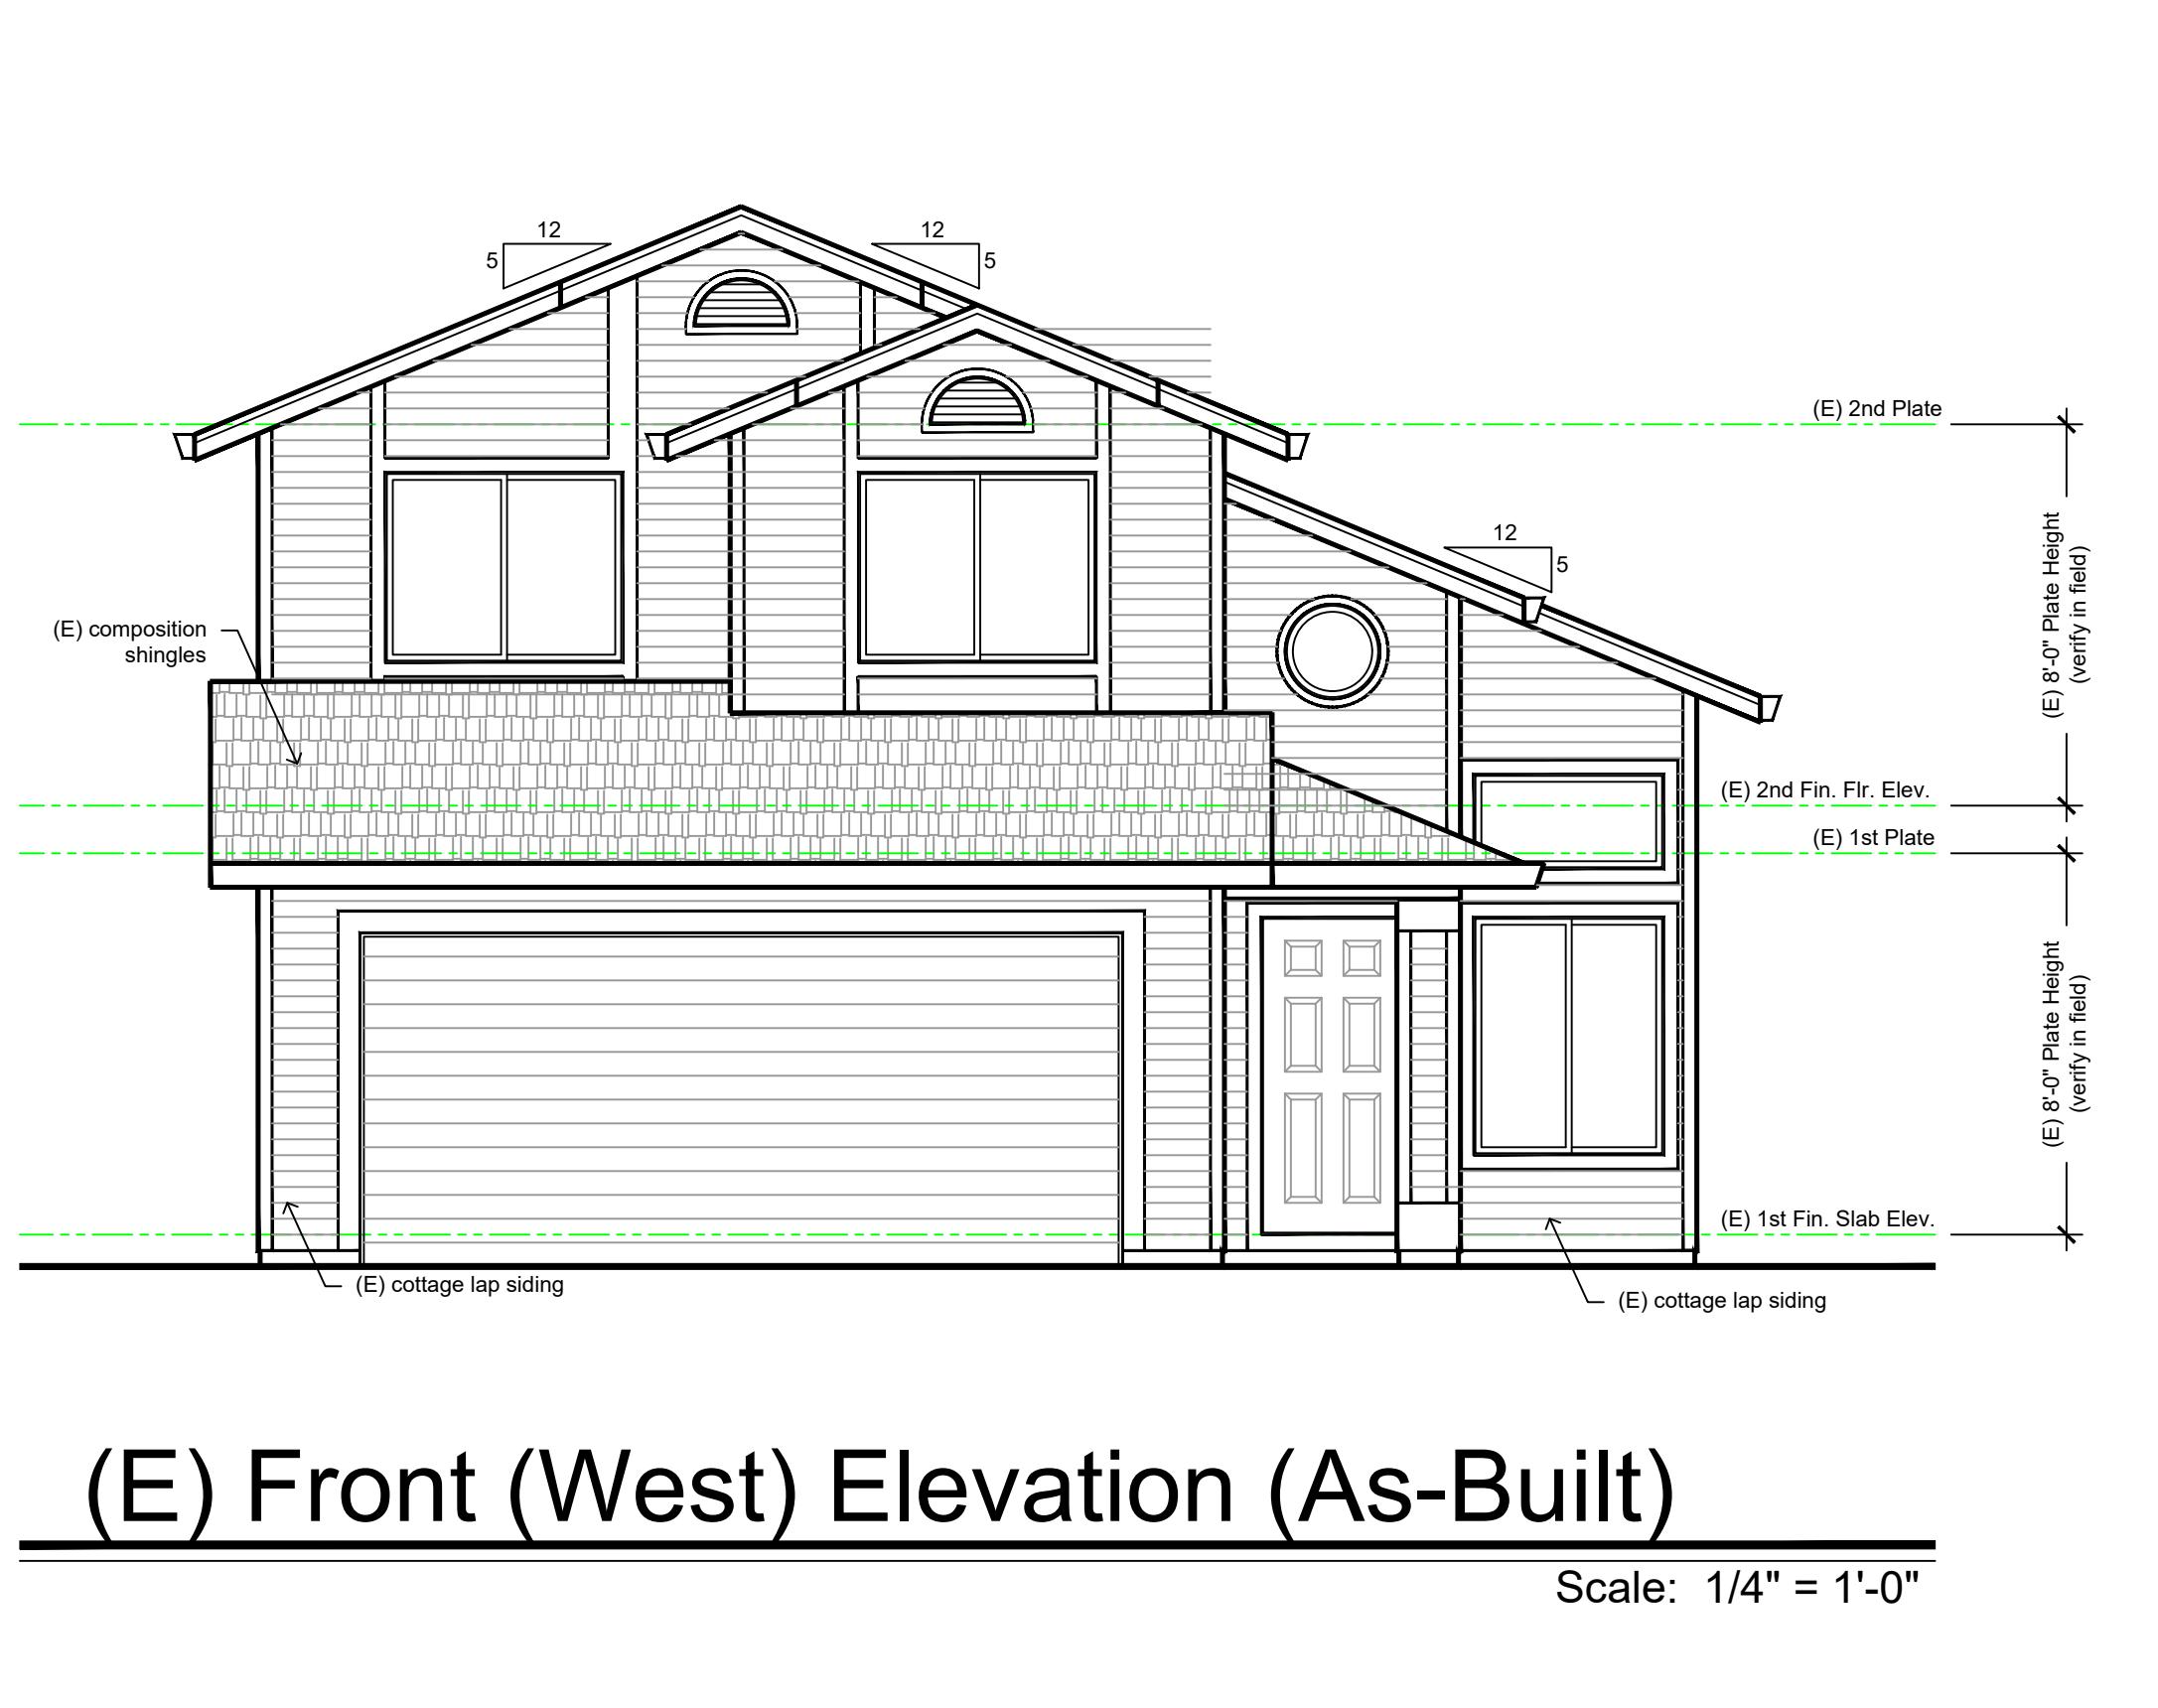 12
5
12
5
(E) 2nd Plate
12
5
(E) 8'-0" Plate Height
(verify in field)
(E) composition
shingles
(E) 2nd Fin. Flr. Elev.
(E) 1st Plate
(E) 8'-0" Plate Height
(verify in field)
(E) 1st Fin. Slab Elev.
(E) cottage lap siding
(E) cottage lap siding
(E) Front (West) Elevation (As-Built)
Scale: 1/4" = 1'-0"